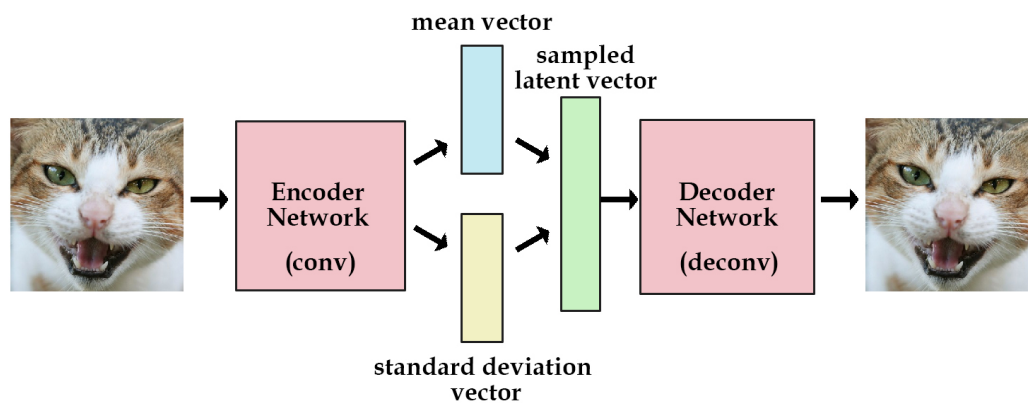 mean vector
sampled
latent vector
Encoder
Network
(conv)
Decoder
Network
(deconv)
standard deviation
vector